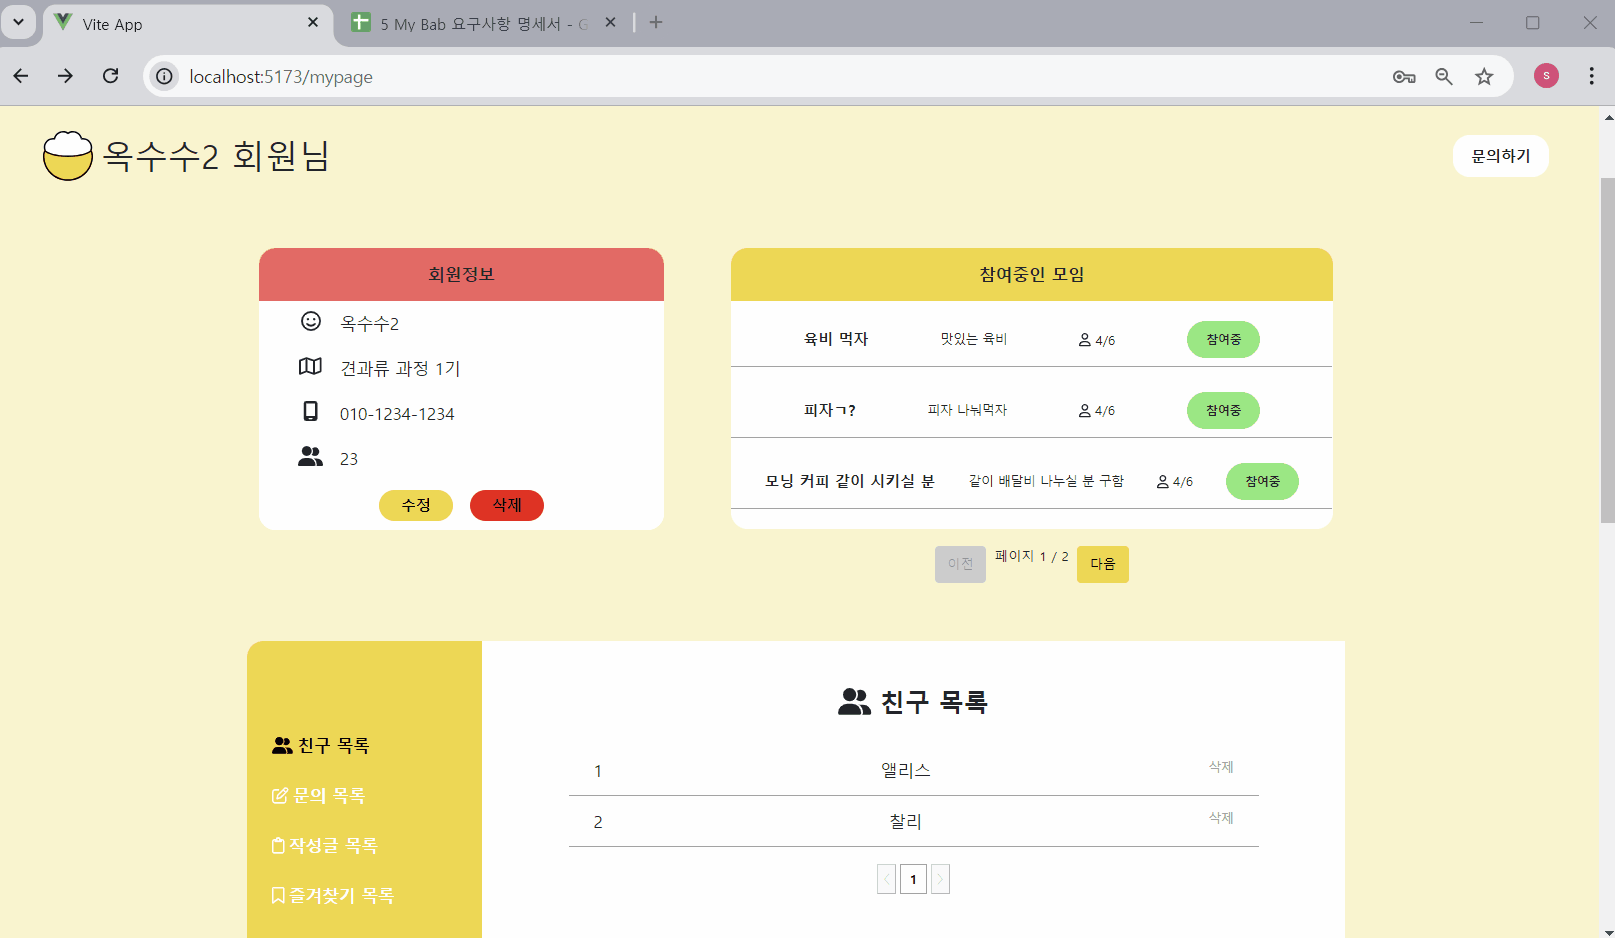 Vite App
5 My Bab 요구사항 명세서 - G
localhost:5173/mypage
S
옥수수2 회원님
문의하기
회원정보
옥수수2
견과류 과정 1기
010-1234-1234
23
수정 삭제
참여중인 모임
육비 먹자 맛있는 육비 4/6 참여중
피자ㄱ? 피자 나눠먹자 4/6 참여중
모닝 커피 같이 시키실 분 같이 배달비 나누실 분 구함 4/6 참여중
이전 페이지 1 / 2 다음
친구 목록
문의 목록
작성글 목록
즐겨찾기 목록
친구 목록
1 앨리스 삭제
2 찰리 삭제
1